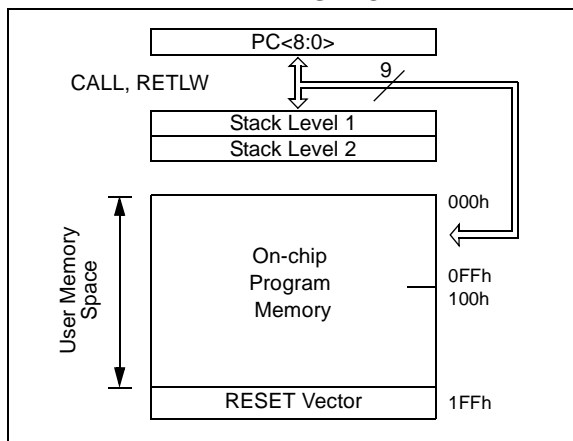 PC<8:0>
9
CALL, RETLW
Stack Level 1
Stack Level 2
000h
User Memory
Space
On-chip
Program
Memory
0FFh
100h
RESET Vector
1FFh